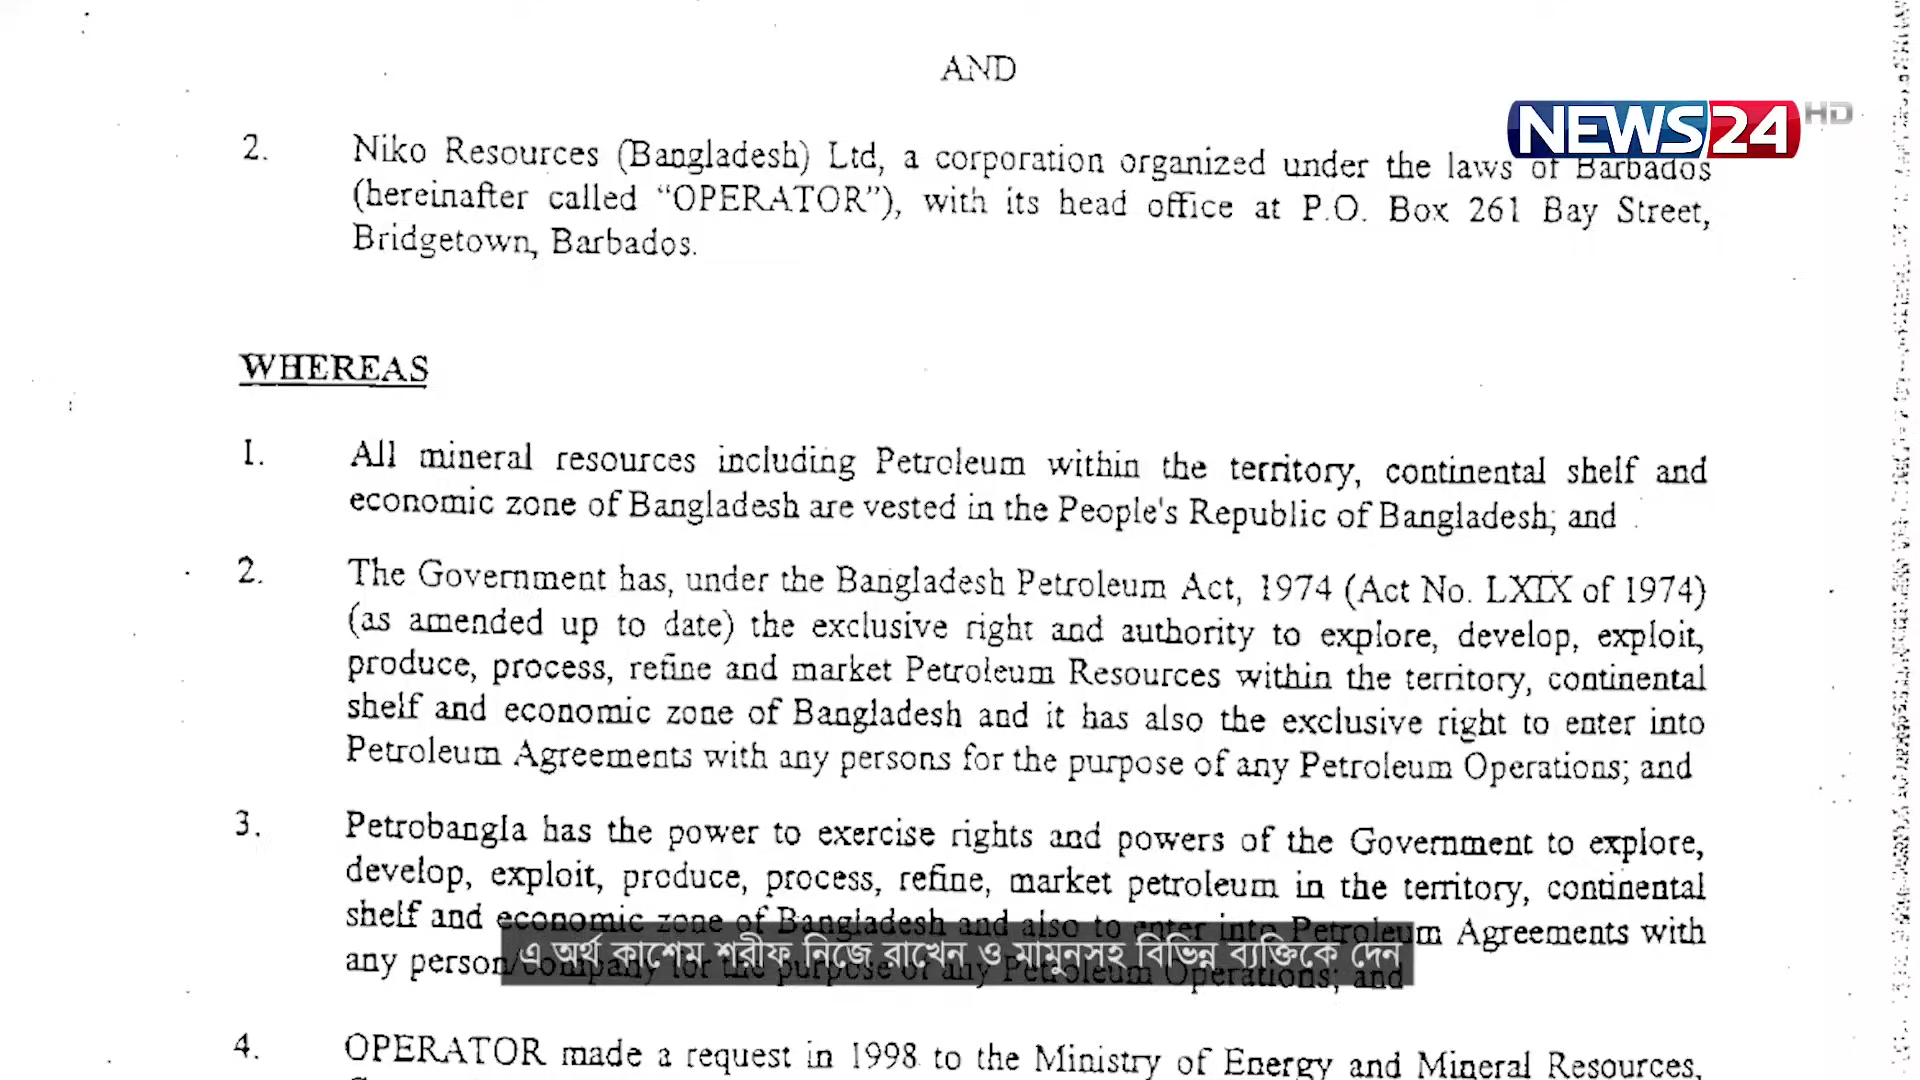 AND
NEWS24 HD
2. Niko Resources (Bangladesh) Ltd, a corporation organized under the laws of Barbados
(hereinafter called “OPERATOR”), with its head office at P.O. Box 261 Bay Street,
Bridgetown, Barbados.
WHEREAS
1. All mineral resources including Petroleum within the territory, continental shelf and
economic zone of Bangladesh are vested in the People's Republic of Bangladesh; and
2. The Government has, under the Bangladesh Petroleum Act, 1974 (Act No. LXIX of 1974)
(as amended up to date) the exclusive right and authority to explore, develop, exploit,
produce, process, refine and market Petroleum Resources within the territory, continental
shelf and economic zone of Bangladesh and it has also the exclusive right to enter into
Petroleum Agreements with any persons for the purpose of any Petroleum Operations; and
3. Petrobangla has the power to exercise rights and powers of the Government to explore,
develop, exploit, produce, process, refine, market petroleum in the territory, continental
shelf and economic zone of Bangladesh and also to enter into Petroleum Agreements with
any person/company for the purpose of any Petroleum Operations; and
এ অর্থ কাশেম শরীফ নিজে রাখেন ও মামুনসহ বিভিন্ন ব্যক্তিকে দেন
4. OPERATOR made a request in 1998 to the Ministry of Energy and Mineral Resources,